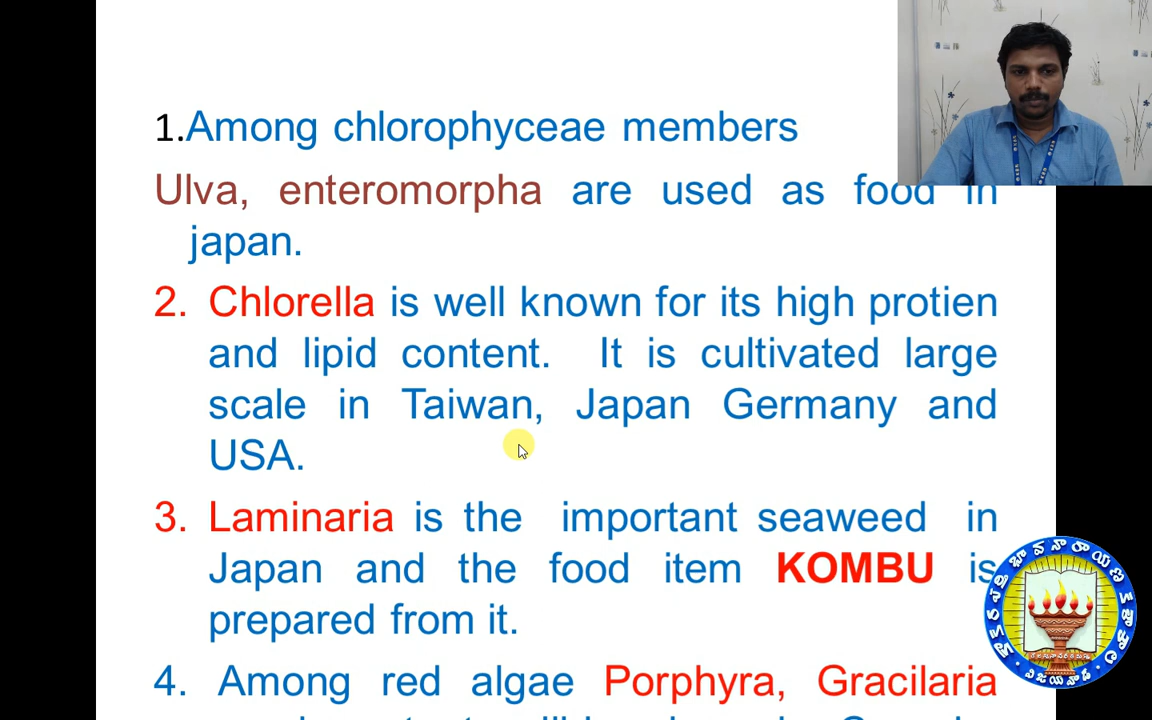 1.Among chlorophyceae members
Ulva, enteromorpha are used as food in
japan.
2. Chlorella is well known for its high protien
and lipid content. It is cultivated large
scale in Taiwan, Japan Germany and
USA.
3. Laminaria is the important seaweed in
Japan and the food item KOMBU is
prepared from it.
4. Among red algae Porphyra, Gracilaria